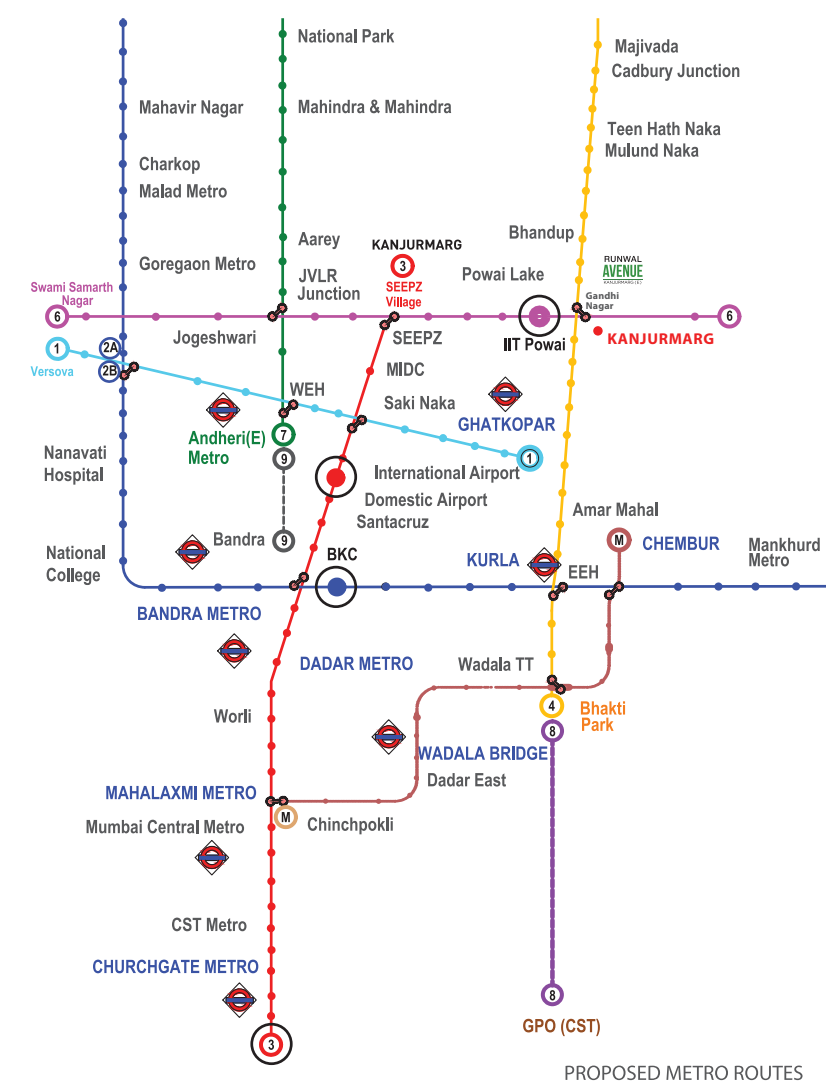 National Park
Majivada
Cadbury Junction
Mahavir Nagar
Mahindra & Mahindra
Teen Hath Naka
Mulund Naka
Charkop
Malad Metro
Bhandup
Aarey
KANJURMARG
3
SEEPZ
Village
Goregaon Metro
JVLR
Junction
Powai Lake
RUNWAL
AVENUE
KANJURMARG (E)
Gandhi
Nagar
Swami Samarth
Nagar
6
6
Jogeshwari
SEEPZ
IIT Powai
KANJURMARG
1
Versova
2A
2B
MIDC
WEH
Saki Naka
GHATKOPAR
Andheri(E)
Metro
7
9
1
Nanavati
Hospital
International Airport
Domestic Airport
Santacruz
Amar Mahal
Bandra
9
M
CHEMBUR
Mankhurd
Metro
National
College
BKC
KURLA
EEH
BANDRA METRO
DADAR METRO
Wadala TT
Worli
4
Bhakti
Park
8
WADALA BRIDGE
Dadar East
MAHALAXMI METRO
M
Chinchpokli
Mumbai Central Metro
CST Metro
CHURCHGATE METRO
8
GPO (CST)
3
PROPOSED METRO ROUTES